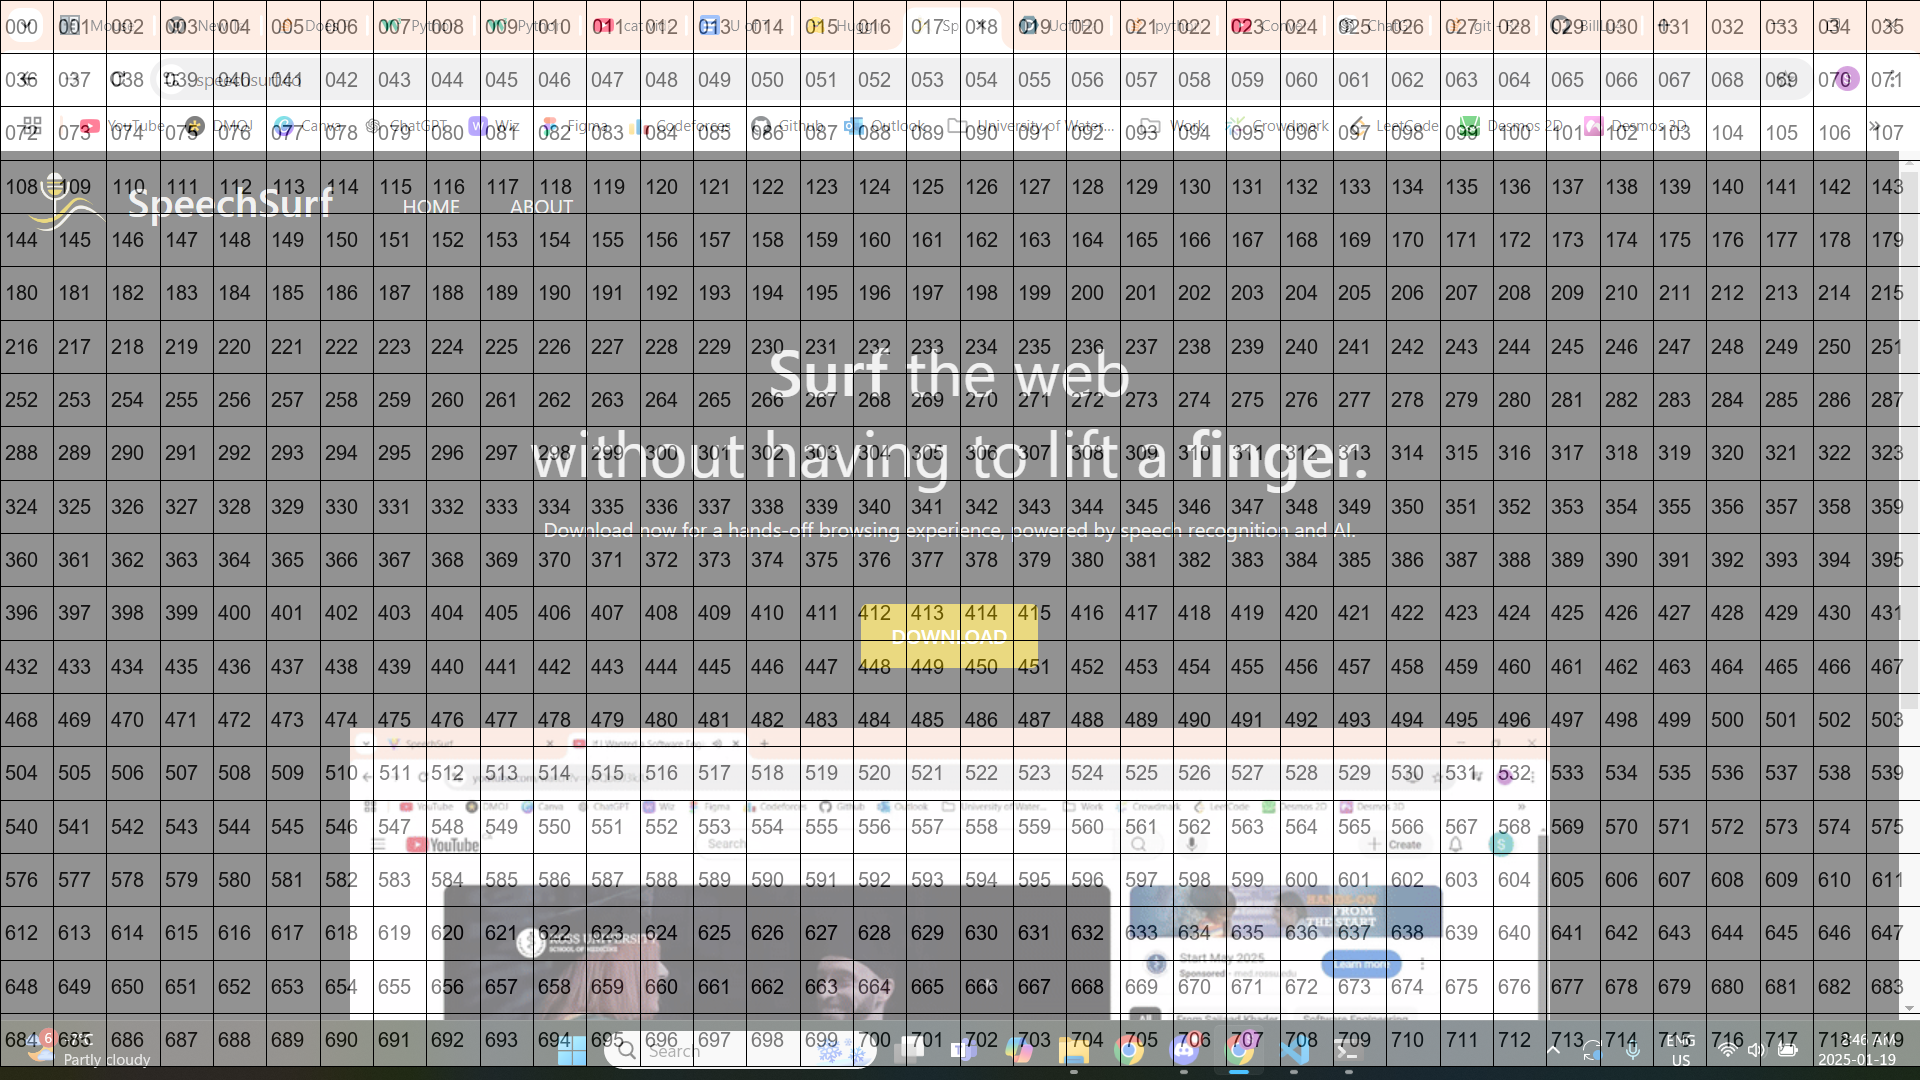 000 001 002 003 004 005 006 007 008 009 010 011 012 013 014 015 016 017 018 019 020 021 022 023 024 025 026 027 028 029 030 031 032 033 034 035
036 037 038 039 040 041 042 043 044 045 046 047 048 049 050 051 052 053 054 055 056 057 058 059 060 061 062 063 064 065 066 067 068 069 070 071
YouTube DMOJ Canva ChatGPT Wiz Figma Codeforces Github Outlook University of Water... Work Crowdmark LeetCode Desmos 2D Desmos 3D
072 073 074 075 076 077 078 079 080 081 082 083 084 085 086 087 088 089 090 091 092 093 094 095 096 097 098 099 100 101 102 103 104 105 106 107
108 109 110 111 112 113 114 115 116 117 118 119 120 121 122 123 124 125 126 127 128 129 130 131 132 133 134 135 136 137 138 139 140 141 142 143
SpeechSurf HOME ABOUT
144 145 146 147 148 149 150 151 152 153 154 155 156 157 158 159 160 161 162 163 164 165 166 167 168 169 170 171 172 173 174 175 176 177 178 179
180 181 182 183 184 185 186 187 188 189 190 191 192 193 194 195 196 197 198 199 200 201 202 203 204 205 206 207 208 209 210 211 212 213 214 215
216 217 218 219 220 221 222 223 224 225 226 227 228 229 230 231 232 233 234 235 236 237 238 239 240 241 242 243 244 245 246 247 248 249 250 251
Surf the web
252 253 254 255 256 257 258 259 260 261 262 263 264 265 266 267 268 269 270 271 272 273 274 275 276 277 278 279 280 281 282 283 284 285 286 287
288 289 290 291 292 293 294 295 296 297 298 299 300 301 302 303 304 305 306 307 308 309 310 311 312 313 314 315 316 317 318 319 320 321 322 323
without having to lift a finger.
324 325 326 327 328 329 330 331 332 333 334 335 336 337 338 339 340 341 342 343 344 345 346 347 348 349 350 351 352 353 354 355 356 357 358 359
Download now for a hands-off browsing experience, powered by speech recognition and AI.
360 361 362 363 364 365 366 367 368 369 370 371 372 373 374 375 376 377 378 379 380 381 382 383 384 385 386 387 388 389 390 391 392 393 394 395
396 397 398 399 400 401 402 403 404 405 406 407 408 409 410 411 412 413 414 415 416 417 418 419 420 421 422 423 424 425 426 427 428 429 430 431
DOWNLOAD
432 433 434 435 436 437 438 439 440 441 442 443 444 445 446 447 448 449 450 451 452 453 454 455 456 457 458 459 460 461 462 463 464 465 466 467
468 469 470 471 472 473 474 475 476 477 478 479 480 481 482 483 484 485 486 487 488 489 490 491 492 493 494 495 496 497 498 499 500 501 502 503
SpeechSurf If I Wanted a Software Eng
504 505 506 507 508 509 510 511 512 513 514 515 516 517 518 519 520 521 522 523 524 525 526 527 528 529 530 531 532 533 534 535 536 537 538 539
YouTube DMOJ Canva ChatGPT Wiz Figma Codeforces Github Outlook University of Water... Work Crowdmark LeetCode Desmos 2D Desmos 3D
540 541 542 543 544 545 546 547 548 549 550 551 552 553 554 555 556 557 558 559 560 561 562 563 564 565 566 567 568 569 570 571 572 573 574 575
YouTube Search Create S
576 577 578 579 580 581 582 583 584 585 586 587 588 589 590 591 592 593 594 595 596 597 598 599 600 601 602 603 604 605 606 607 608 609 610 611
HANDS-ON
FROM
THE START
612 613 614 615 616 617 618 619 620 621 622 623 624 625 626 627 628 629 630 631 632 633 634 635 636 637 638 639 640 641 642 643 644 645 646 647
ROSS UNIVERSITY
SCHOOL OF MEDICINE
Start May 2025
Sponsored · med.rossu.edu
Learn more
648 649 650 651 652 653 654 655 656 657 658 659 660 661 662 663 664 665 666 667 668 669 670 671 672 673 674 675 676 677 678 679 680 681 682 683
All From Sajjaad Khader Software Engineering
684 685 686 687 688 689 690 691 692 693 694 695 696 697 698 699 700 701 702 703 704 705 706 707 708 709 710 711 712 713 714 715 716 717 718 719
Partly cloudy
Search
ENG
US
8:46 AM
2025-01-19